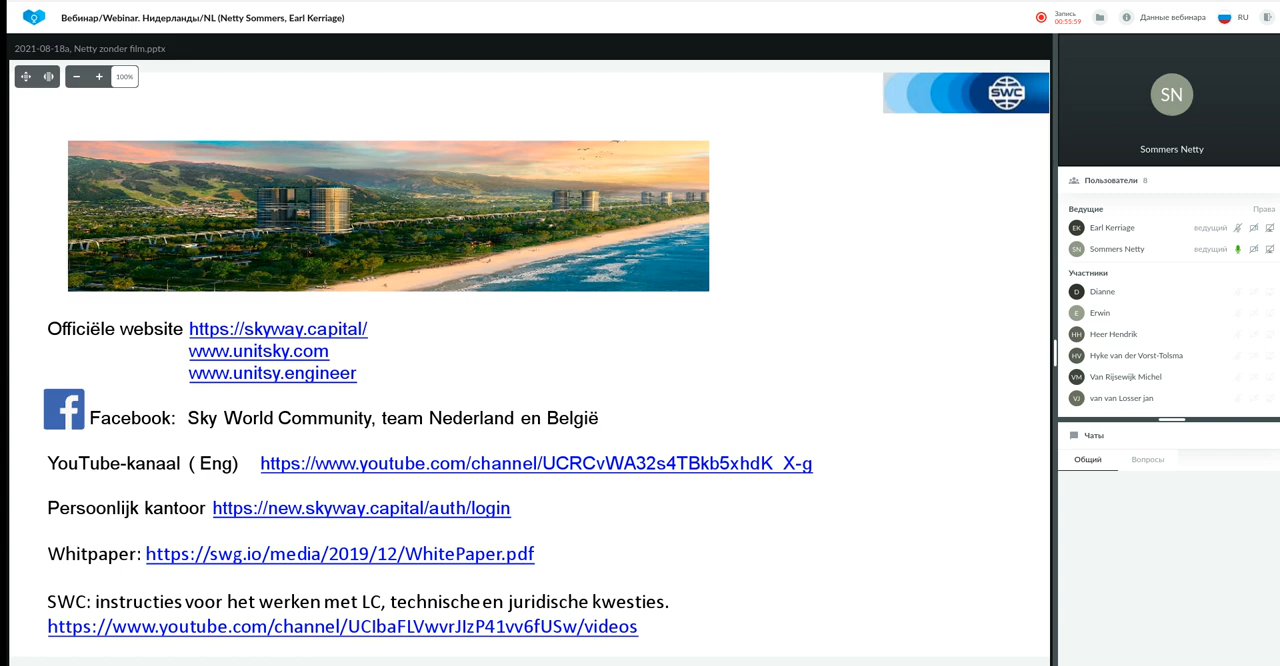 Вебинар/Webinar. Нидерланды/NL (Netty Sommers, Earl Kerriage)
Запись
00:55:59
Данные вебинара
RU
2021-08-18a, Netty zonder film.pptx
100%
SWC
Officiële website https://skyway.capital/
www.unitsky.com
www.unitsy.engineer
f Facebook: Sky World Community, team Nederland en België
YouTube-kanaal ( Eng) https://www.youtube.com/channel/UCRCvWA32s4TBkb5xhdK_X-g
Persoonlijk kantoor https://new.skyway.capital/auth/login
Whitpaper: https://swg.io/media/2019/12/WhitePaper.pdf
SWC: instructies voor het werken met LC, technische en juridische kwesties.
https://www.youtube.com/channel/UCIbaFLVwvrJIzP41vv6fUSw/videos
SN
Sommers Netty
Пользователи 8
Ведущие Права
EK Earl Kerriage ведущий
SN Sommers Netty ведущий
Участники
D Dianne
E Erwin
HH Heer Hendrik
HV Hyke van der Vorst-Tolsma
VM Van Rijsewijk Michel
VJ van van Losser jan
Чаты
Общий Вопросы